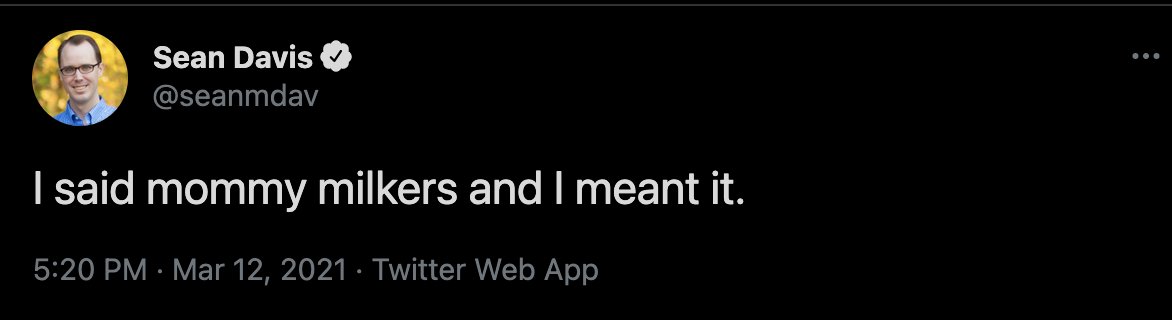 Sean Davis
@seanmdav
I said mommy milkers and I meant it.
5:20 PM · Mar 12, 2021 · Twitter Web App